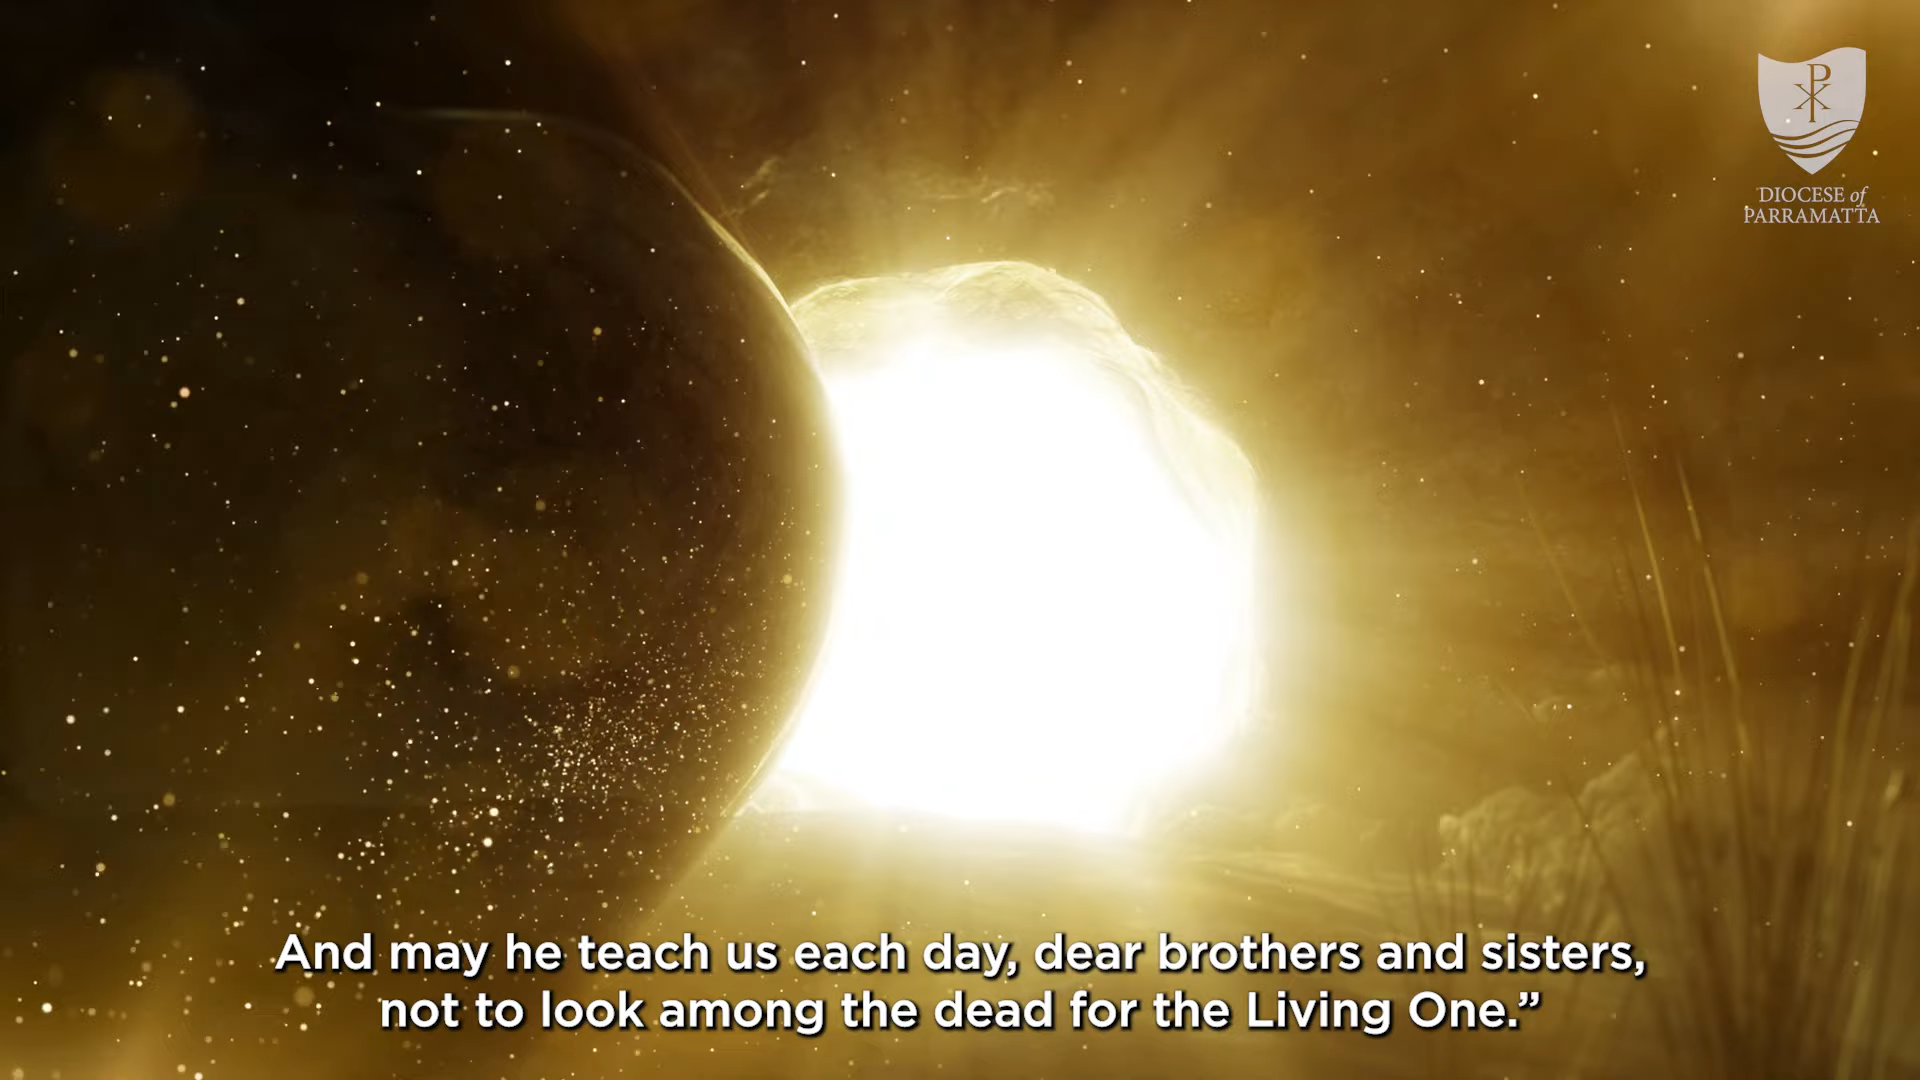 DIOCESE of
PARRAMATTA
And may he teach us each day, dear brothers and sisters,
not to look among the dead for the Living One.”